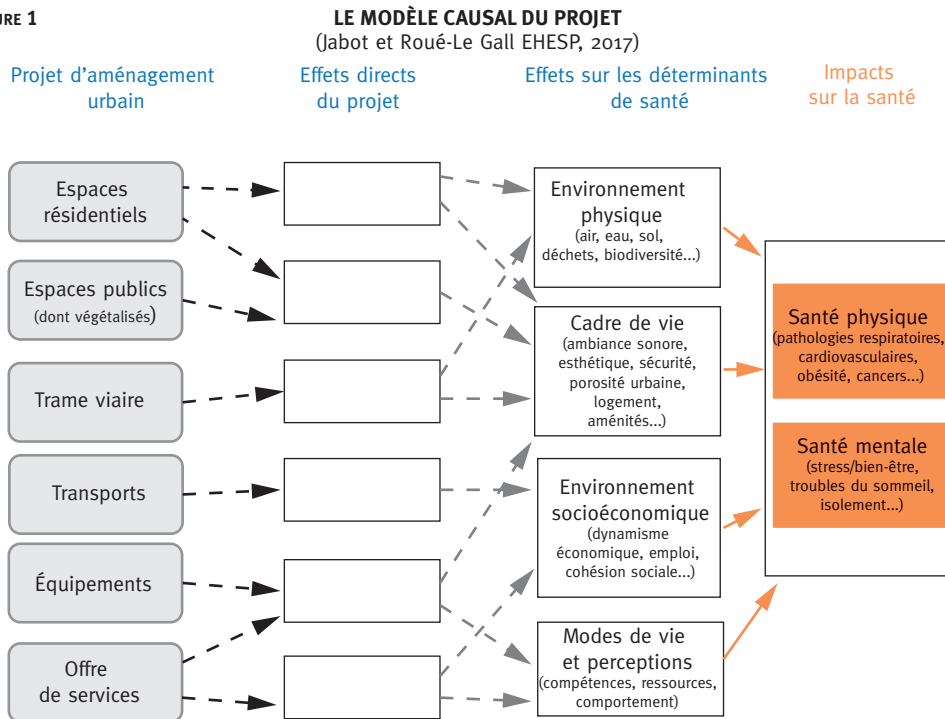 URE 1
LE MODÈLE CAUSAL DU PROJET
(Jabot et Roué-Le Gall EHESP, 2017)
Projet d'aménagement
urbain
Effets directs
du projet
Effets sur les déterminants
de santé
Impacts
sur la santé
Espaces
résidentiels
Espaces publics
(dont végétalisés)
Trame viaire
Transports
Équipements
Offre
de services
Environnement
physique
(air, eau, sol,
déchets, biodiversité...)
Cadre de vie
(ambiance sonore,
esthétique, sécurité,
porosité urbaine,
logement,
aménités...)
Environnement
socioéconomique
(dynamisme
économique, emploi,
cohésion sociale...)
Modes de vie
et perceptions
(compétences, ressources,
comportement)
Santé physique
(pathologies respiratoires,
cardiovasculaires,
obésité, cancers...)
Santé mentale
(stress/bien-être,
troubles du sommeil,
isolement...)